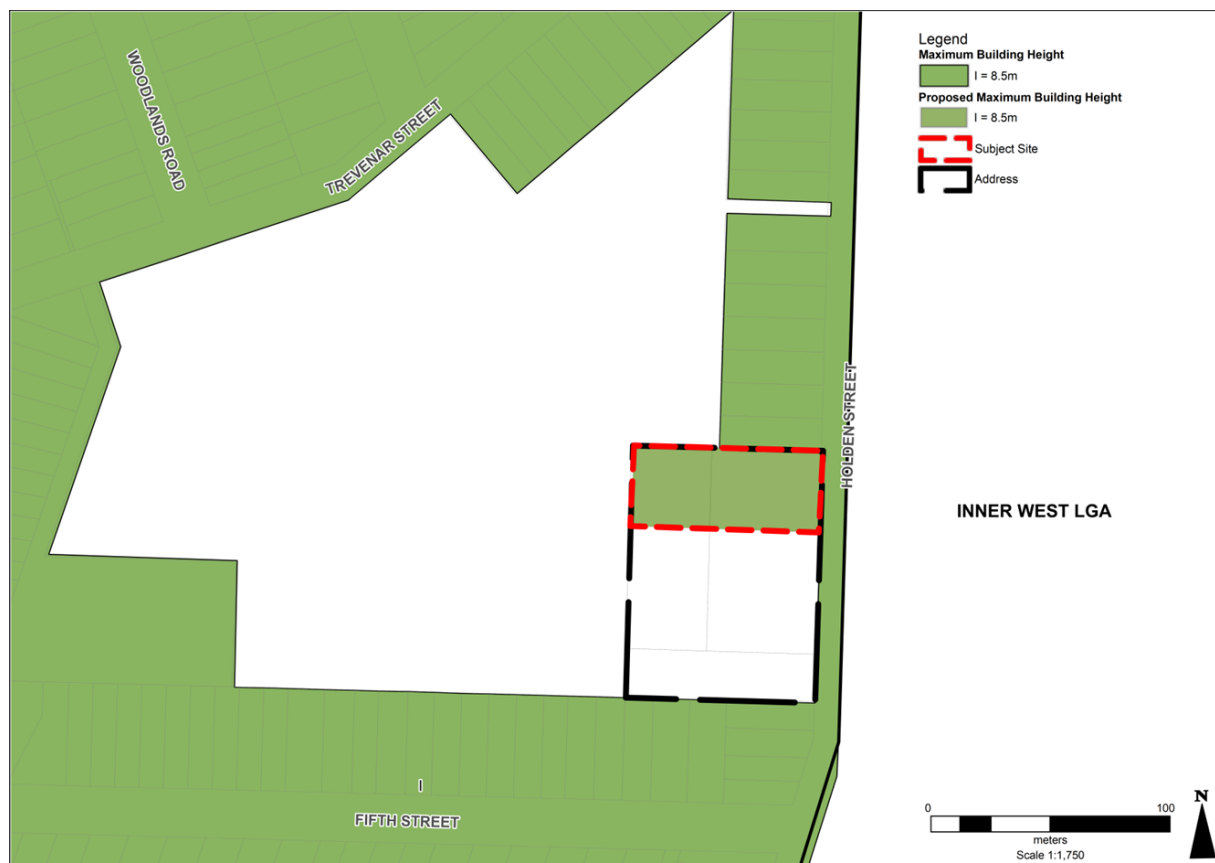 WOODLANDS ROAD
TREVENAR STREET
HOLDEN STREET
INNER WEST LGA
I
FIFTH STREET
Legend
Maximum Building Height
I = 8.5m
Proposed Maximum Building Height
I = 8.5m
Subject Site
Address
0 100
meters
Scale 1:1,750
N